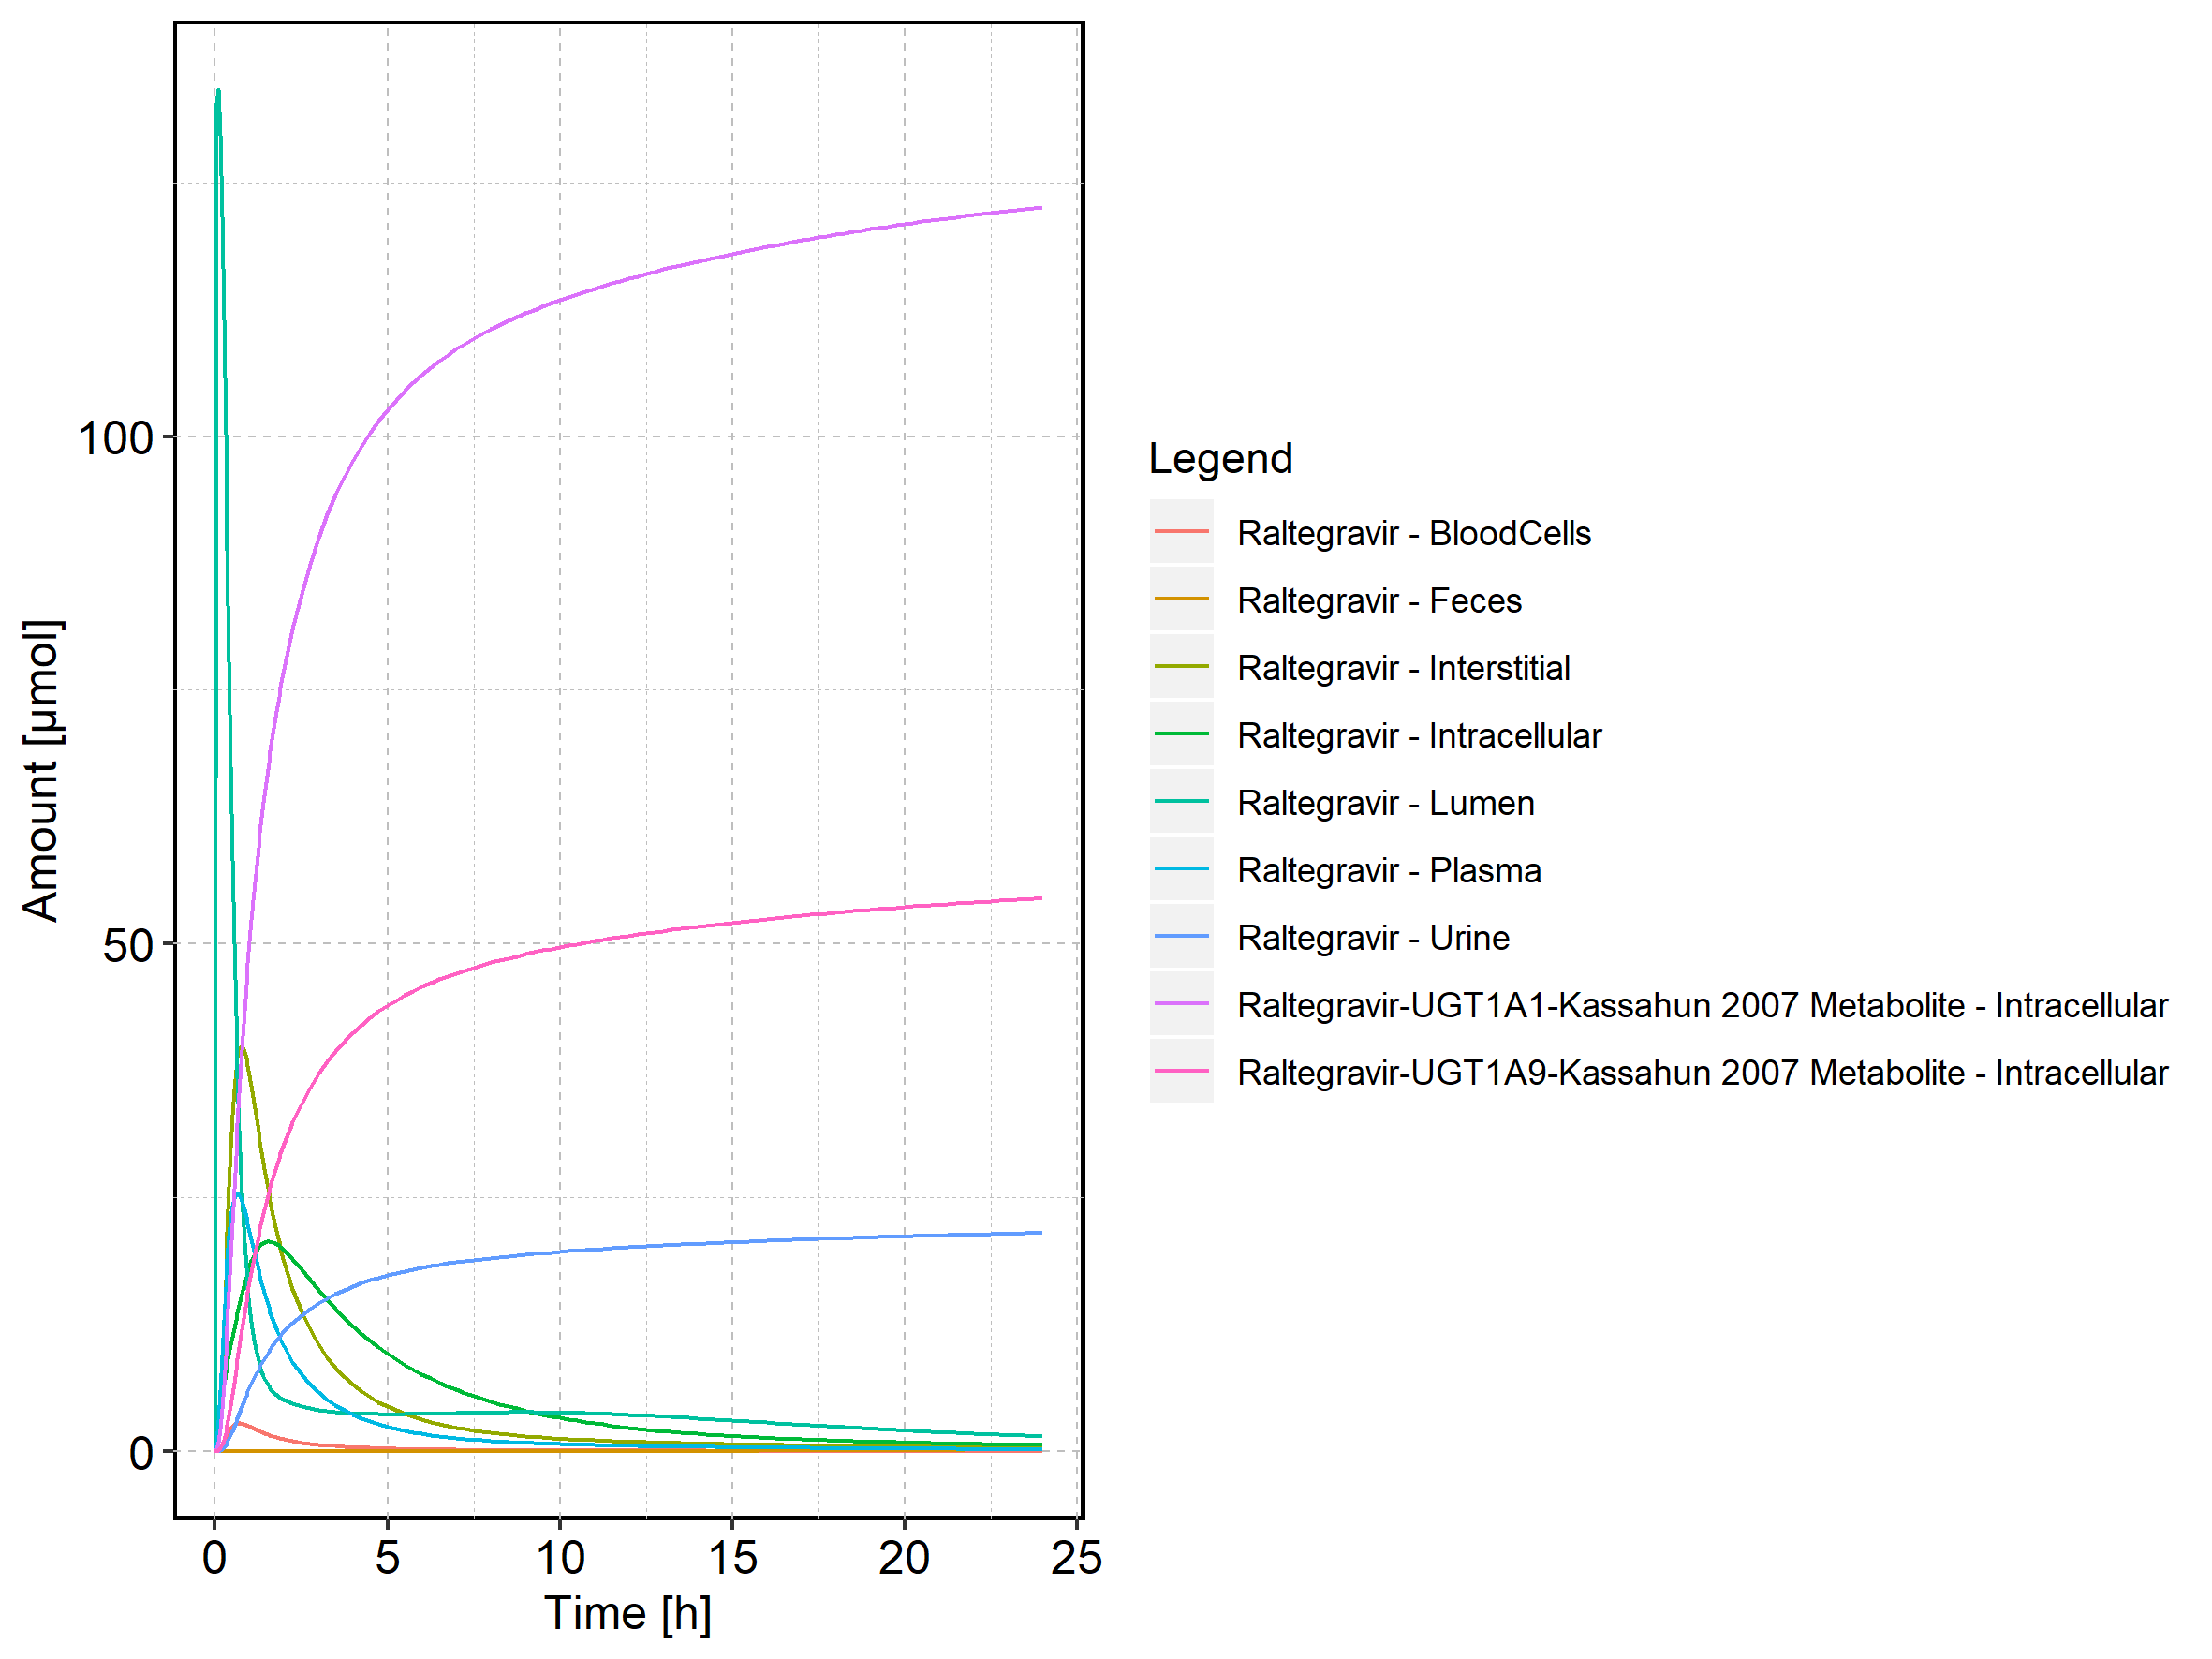 Amount [µmol]
100
50
0
0 5 10 15 20 25
Time [h]
Legend
Raltegravir - BloodCells
Raltegravir - Feces
Raltegravir - Interstitial
Raltegravir - Intracellular
Raltegravir - Lumen
Raltegravir - Plasma
Raltegravir - Urine
Raltegravir-UGT1A1-Kassahun 2007 Metabolite - Intracellular
Raltegravir-UGT1A9-Kassahun 2007 Metabolite - Intracellular